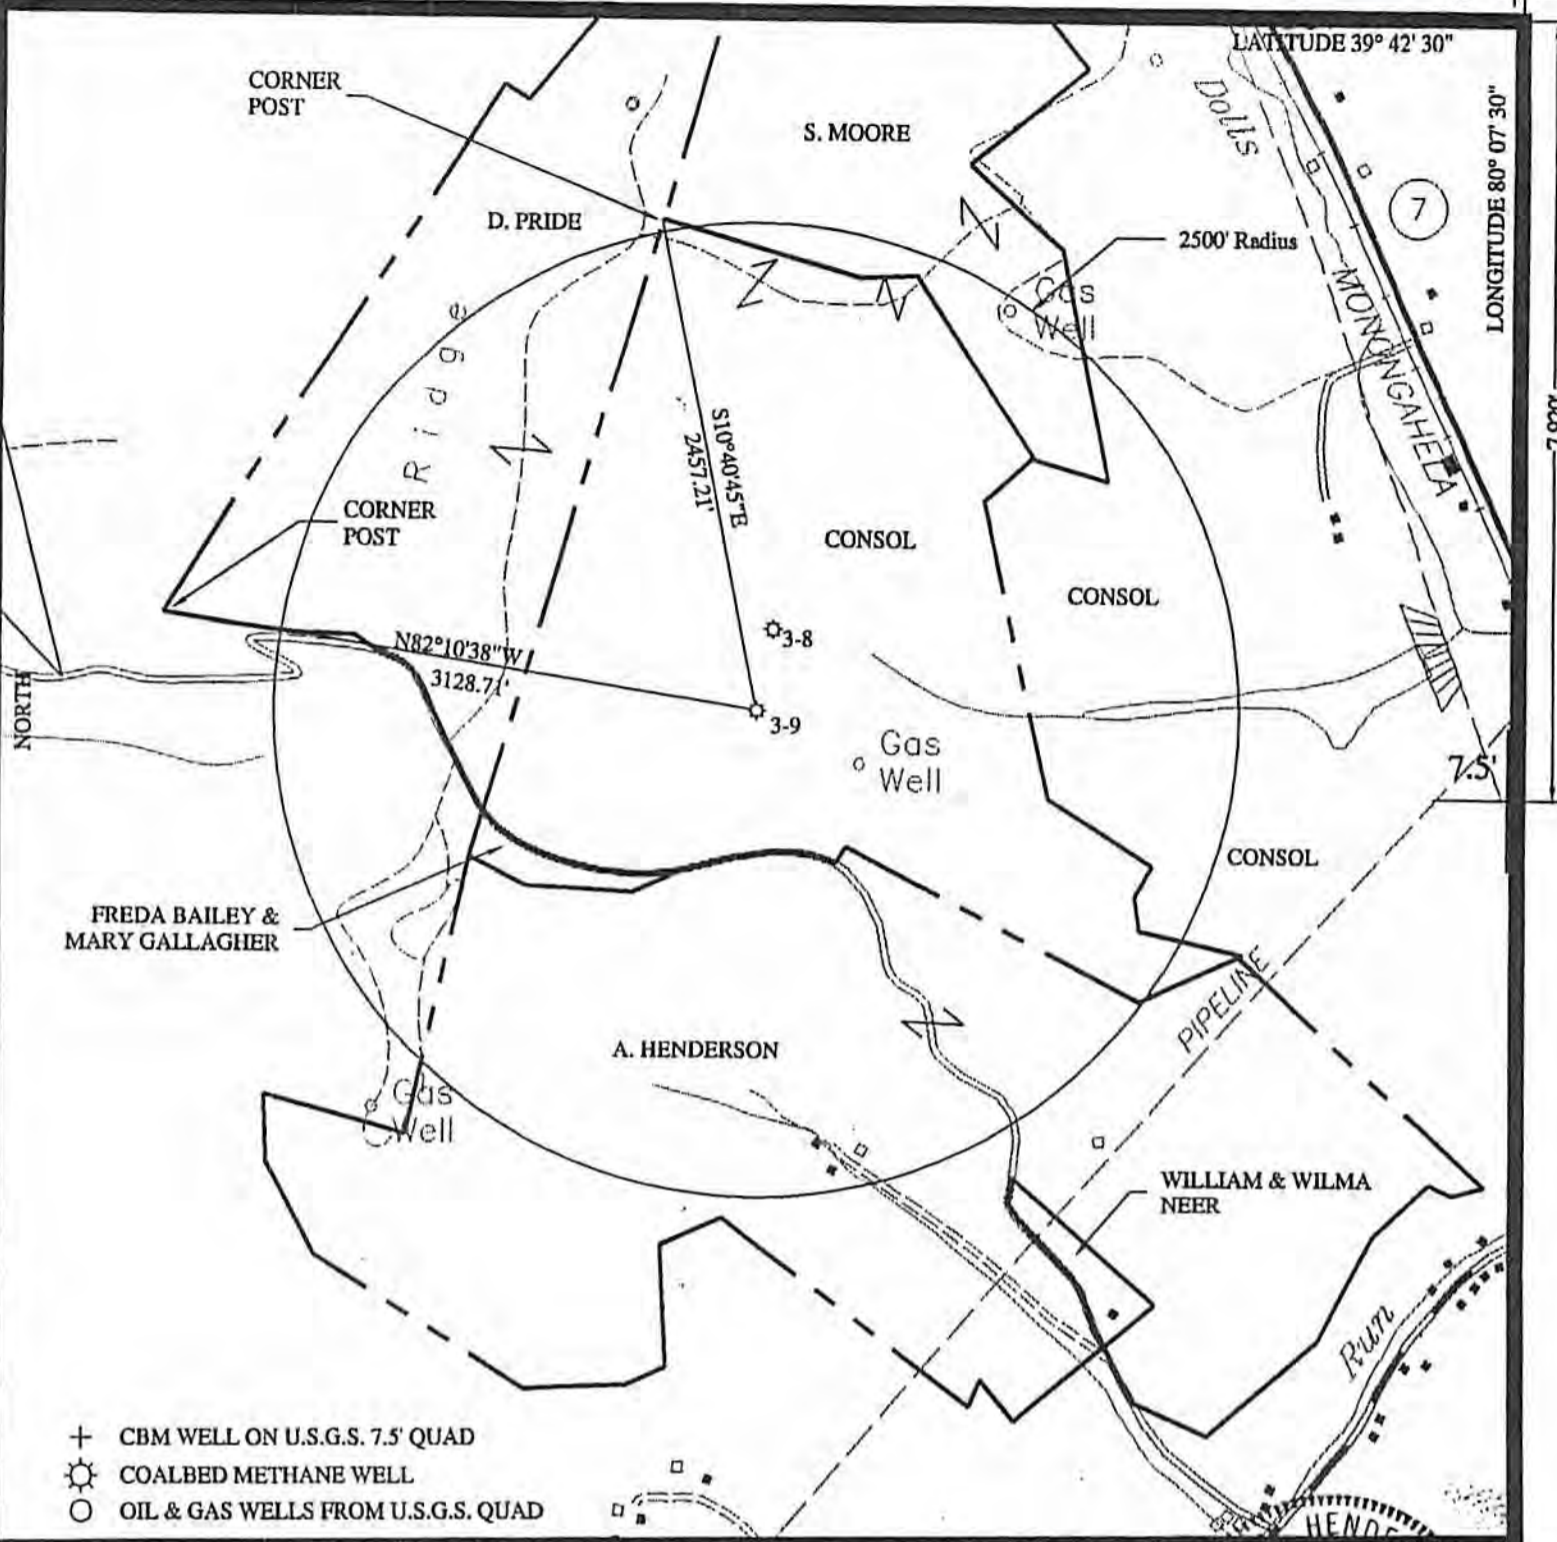 LATITUDE 39° 42' 30"
CORNER
POST
S. MOORE
Dolls
LONGITUDE 80° 07' 30"
D. PRIDE
7
2500' Radius
Gas
Well
MONONGAHELA
Ridge
S10°40'45"E
2457.21'
7,920'
CORNER
POST
CONSOL
CONSOL
3-8
N82°10'38"W
3128.71'
3-9
NORTH
Gas
Well
7.5'
CONSOL
FREDA BAILEY &
MARY GALLAGHER
PIPELINE
A. HENDERSON
Gas
Well
WILLIAM & WILMA
NEER
Run
CBM WELL ON U.S.G.S. 7.5' QUAD
COALBED METHANE WELL
OIL & GAS WELLS FROM U.S.G.S. QUAD